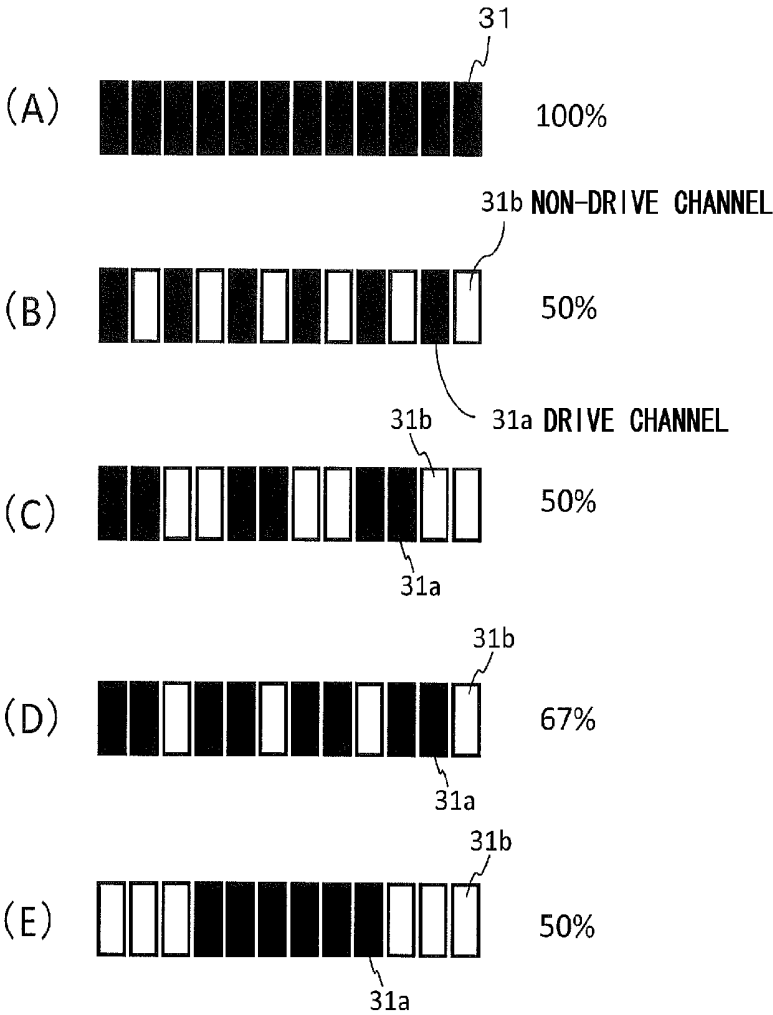 31
(A)
100%
31b NON-DRIVE CHANNEL
(B)
50%
31a DRIVE CHANNEL
31b
(C)
50%
31a
31b
(D)
67%
31a
31b
(E)
50%
31a